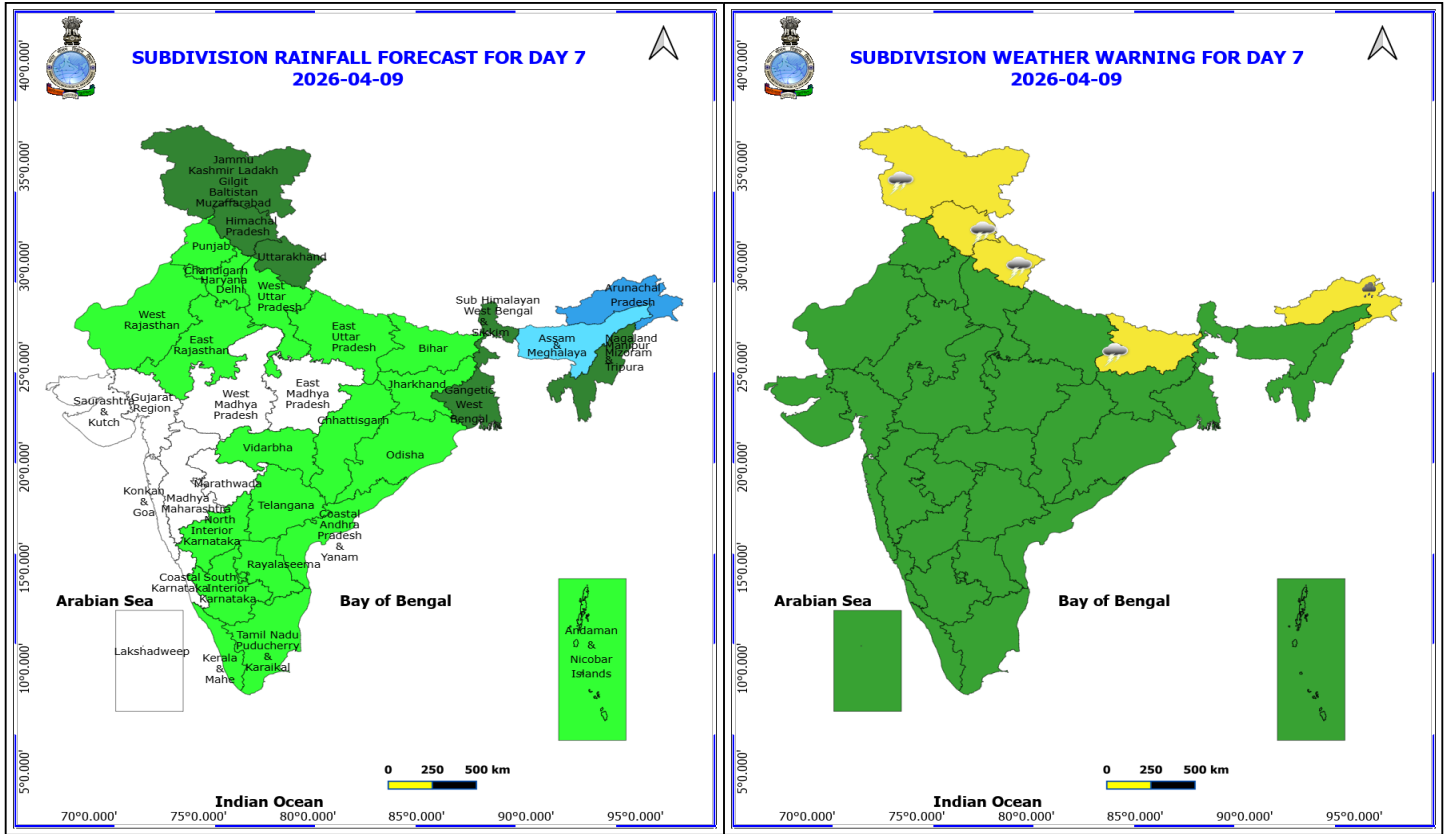 SUBDIVISION RAINFALL FORECAST FOR DAY 7
2026-04-09
40°0.000'
35°0.000'
30°0.000'
25°0.000'
20°0.000'
15°0.000'
10°0.000'
5°0.000'
Jammu
Kashmir Ladakh
Gilgit
Baltistan
Muzaffarabad
Himachal
Pradesh
Punjab
Uttarakhand
Chandigarh
Haryana
Delhi
West
Uttar
Pradesh
West
Rajasthan
East
Rajasthan
East
Uttar
Pradesh
Bihar
Sub Himalayan
West Bengal
&
Sikkim
Arunachal
Pradesh
Assam
&
Meghalaya
Nagaland
Manipur
Mizoram
&
Tripura
Saurashtra
&
Kutch
Gujarat
Region
West
Madhya
Pradesh
East
Madhya
Pradesh
Jharkhand
Gangetic
West
Bengal
Chhattisgarh
Vidarbha
Odisha
Konkan
&
Goa
Madhya
Maharashtra
Marathwada
Telangana
North
Interior
Karnataka
Coastal
Andhra
Pradesh
&
Yanam
Rayalaseema
Coastal
Karnataka
South
Interior
Karnataka
Arabian Sea
Bay of Bengal
Lakshadweep
Kerala
&
Mahe
Tamil Nadu
Puducherry
&
Karaikal
Andaman
&
Nicobar
Islands
0 250 500 km
Indian Ocean
70°0.000' 75°0.000' 80°0.000' 85°0.000' 90°0.000' 95°0.000'
SUBDIVISION WEATHER WARNING FOR DAY 7
2026-04-09
40°0.000'
35°0.000'
30°0.000'
25°0.000'
20°0.000'
15°0.000'
10°0.000'
5°0.000'
Arabian Sea
Bay of Bengal
0 250 500 km
Indian Ocean
70°0.000' 75°0.000' 80°0.000' 85°0.000' 90°0.000' 95°0.000'